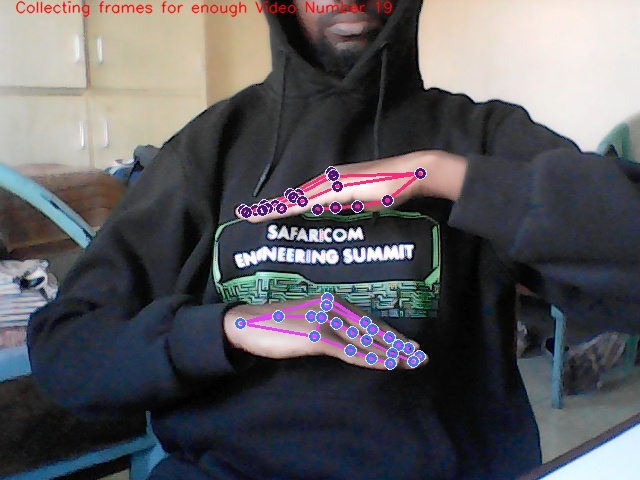 Collecting frames for enough Video Number 19
SAFARICOM
ENGINEERING SUMMIT